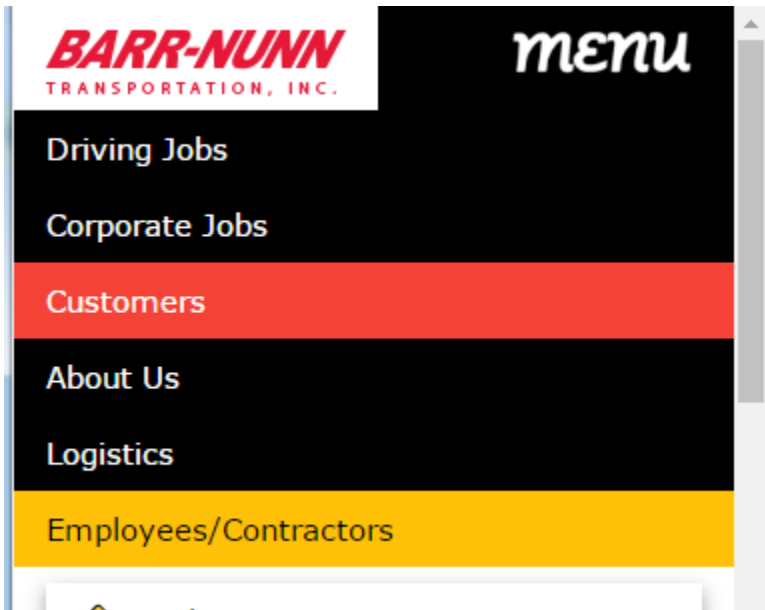 BARR-NUNN
TRANSPORTATION, INC.
menu
Driving Jobs
Corporate Jobs
Customers
About Us
Logistics
Employees/Contractors